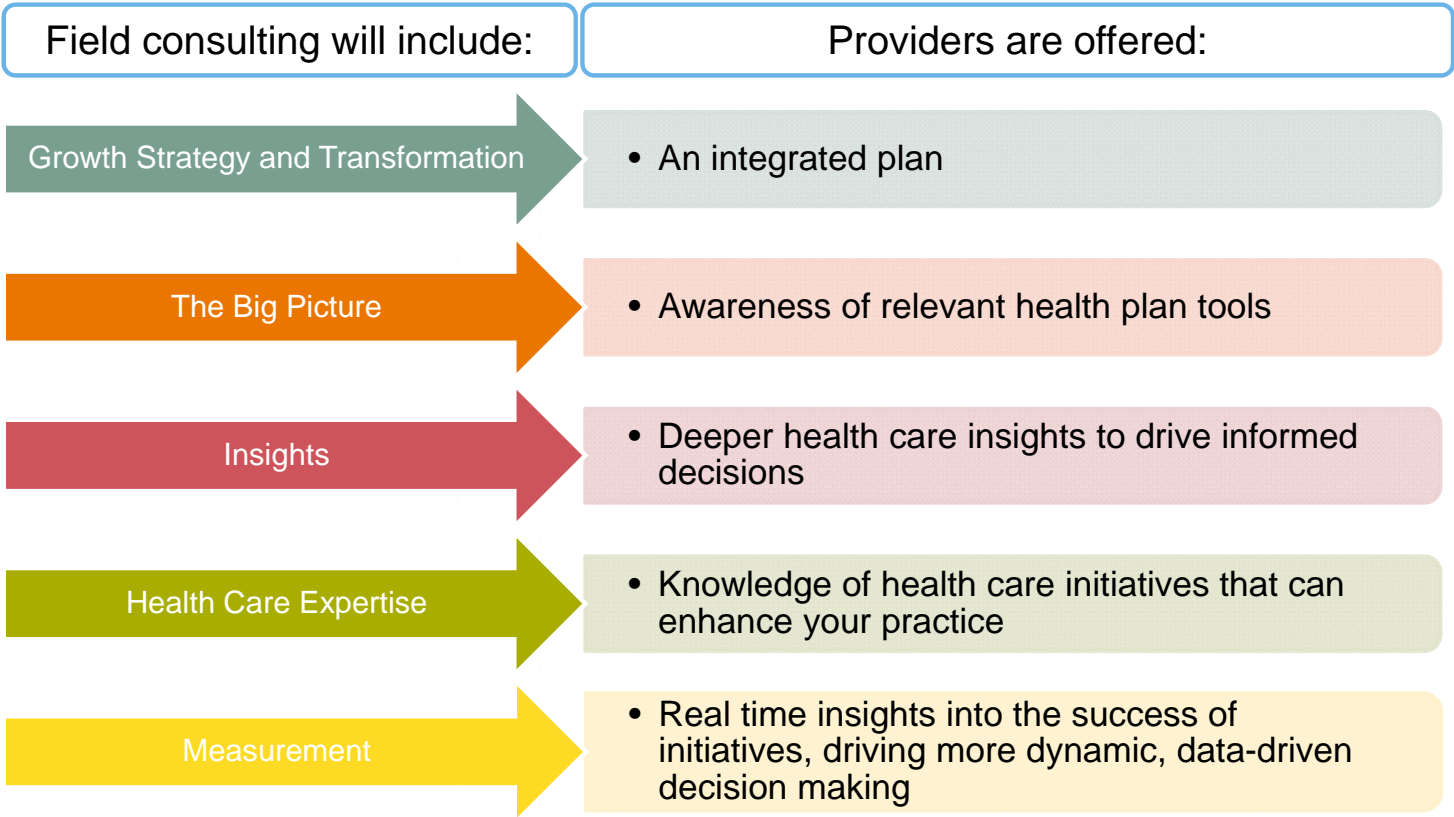 Field consulting will include:
Providers are offered:
Growth Strategy and Transformation
• An integrated plan
The Big Picture
• Awareness of relevant health plan tools
Insights
• Deeper health care insights to drive informed
decisions
Health Care Expertise
• Knowledge of health care initiatives that can
enhance your practice
Measurement
• Real time insights into the success of
initiatives, driving more dynamic, data-driven
decision making